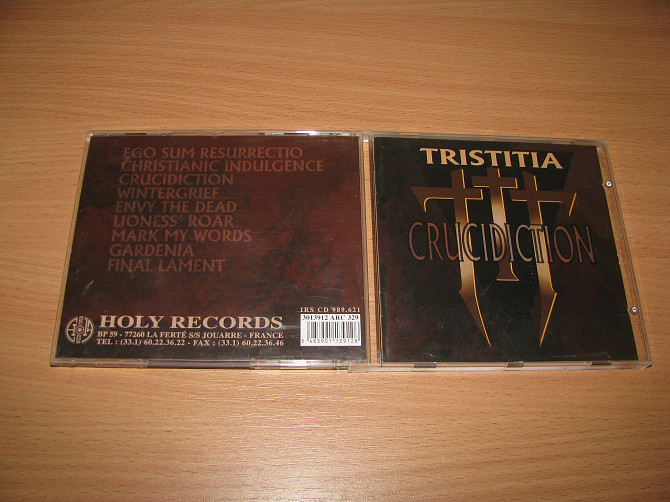 EGO SUM RESURRECTIO
CHRISTIANIC INDULGENCE
CRUCIDICTION
WINTERGRIEF
ENVY THE DEAD
LIONESS' ROAR
MARK MY WORDS
GARDENIA
FINAL LAMENT
IRS CD 989.621
3013912 ARC 329
HOLY RECORDS
BP 59 - 77260 LA FERTÉ S/S JOUARRE - FRANCE
TEL : (33.1) 60.22.36.22 - FAX : (33.1) 60.22.36.46
TRISTITIA
CRUCIDICTION